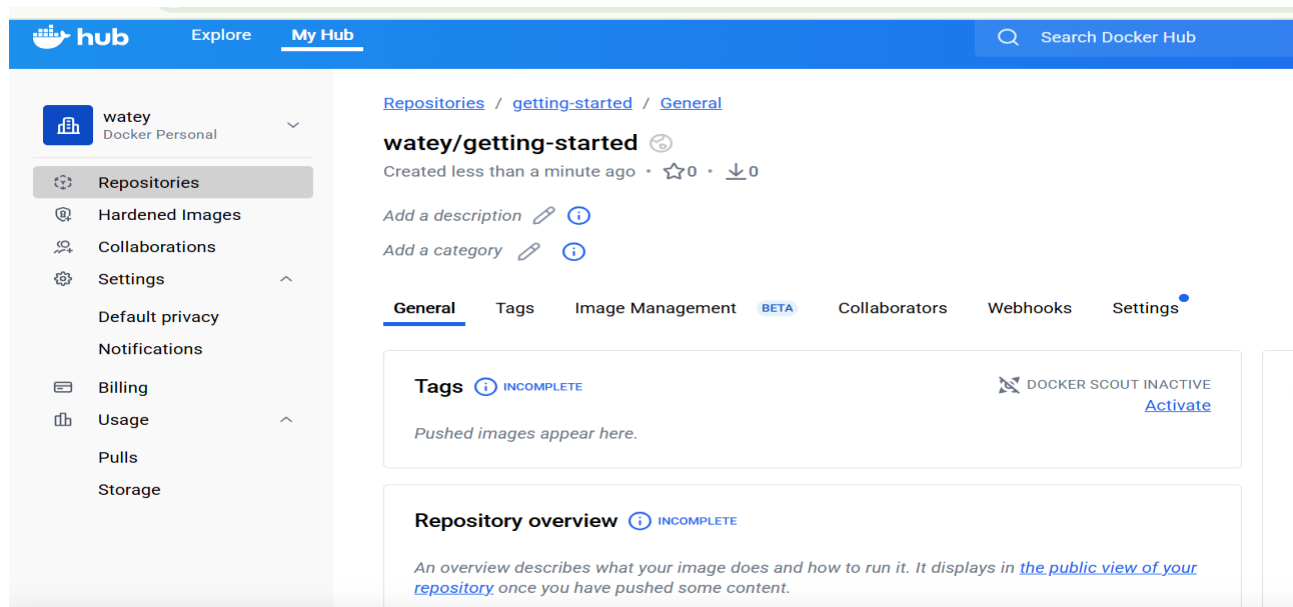 hub Explore My Hub Search Docker Hub
watey
Docker Personal
Repositories
Hardened Images
Collaborations
Settings
Default privacy
Notifications
Billing
Usage
Pulls
Storage
Repositories / getting-started / General
watey/getting-started
Created less than a minute ago · 0 · 0
Add a description
Add a category
General Tags Image Management BETA Collaborators Webhooks Settings
Tags INCOMPLETE DOCKER SCOUT INACTIVE
Activate
Pushed images appear here.
Repository overview INCOMPLETE
An overview describes what your image does and how to run it. It displays in the public view of your
repository once you have pushed some content.